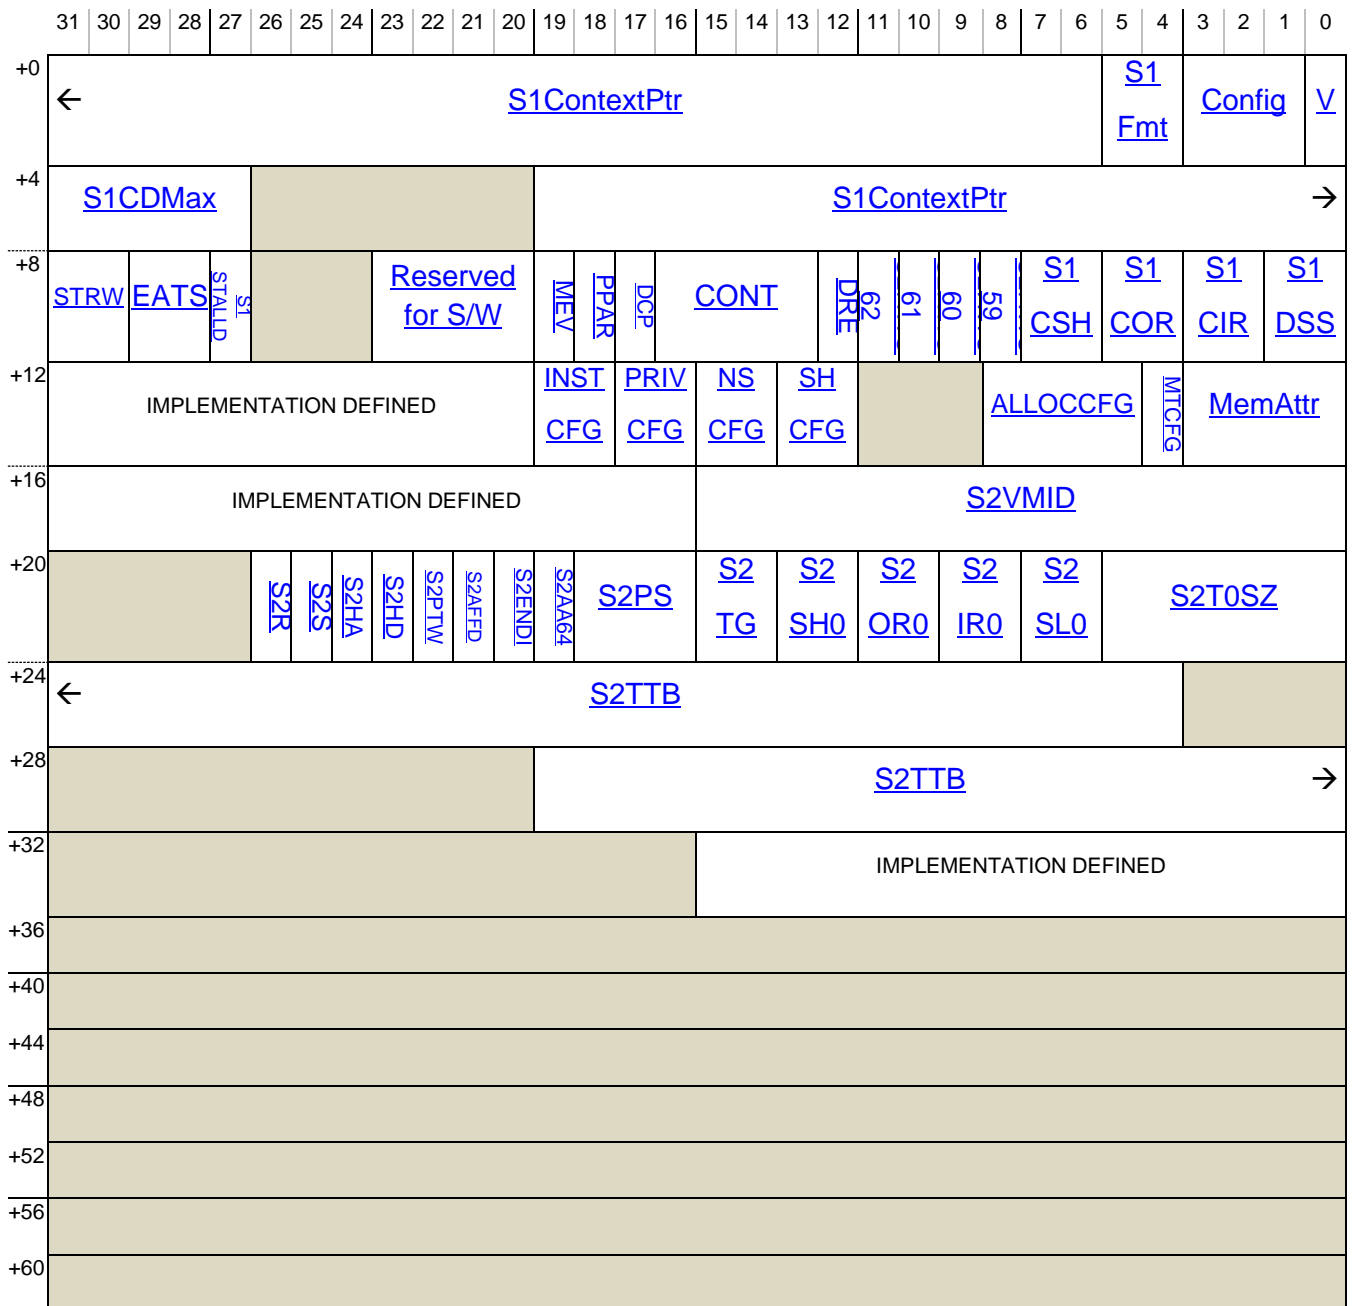 31 30 29 28 27 26 25 24 23 22 21 20 19 18 17 16 15 14 13 12 11 10 9 8 7 6 5 4 3 2 1 0
+0
← S1ContextPtr
S1
Fmt
Config
V
+4
S1CDMax
S1ContextPtr →
+8
STRW
EATS
S1
STALLD
Reserved
for S/W
MEV
PPAR
DCP
CONT
DRE
62
61
60
59
S1
CSH
S1
COR
S1
CIR
S1
DSS
+12
IMPLEMENTATION DEFINED
INST
CFG
PRIV
CFG
NS
CFG
SH
CFG
ALLOCCFG
MTCFG
MemAttr
+16
IMPLEMENTATION DEFINED
S2VMID
+20
S2R
S2S
S2HA
S2HD
S2PTW
S2AFFD
S2ENDI
S2AA64
S2PS
S2
TG
S2
SH0
S2
OR0
S2
IR0
S2
SL0
S2T0SZ
+24
← S2TTB
+28
S2TTB →
+32
IMPLEMENTATION DEFINED
+36
+40
+44
+48
+52
+56
+60